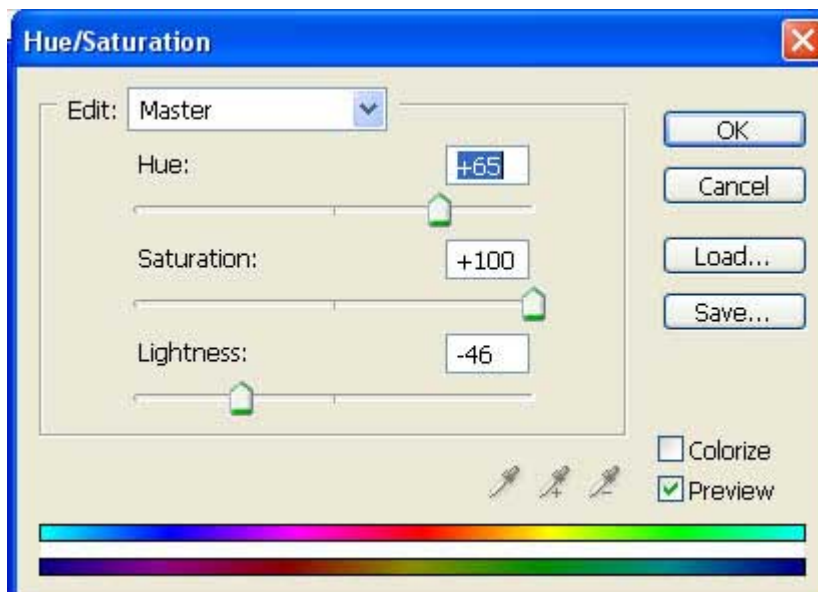 Hue/Saturation
Edit: Master
Hue: +65
Saturation: +100
Lightness: -46
OK
Cancel
Load...
Save...
Colorize
Preview